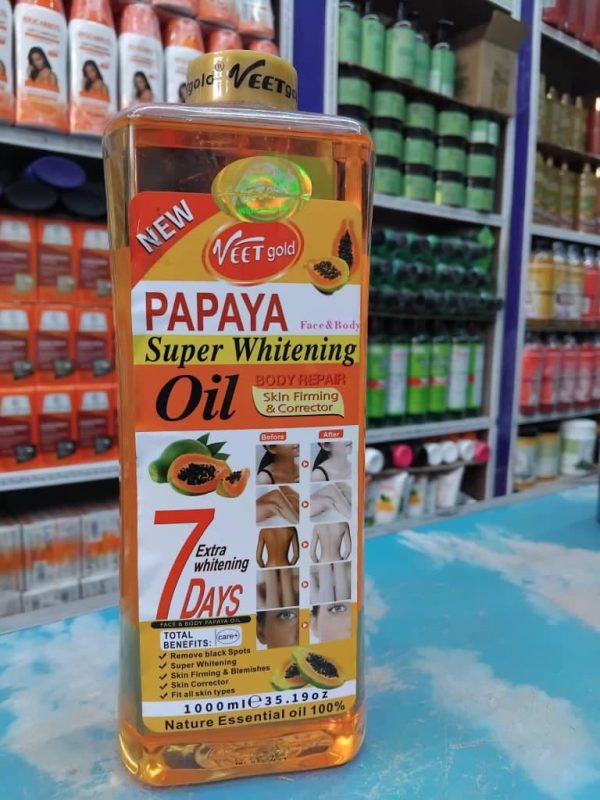 gold VEET go
NEW
VEET gold
PAPAYA
Face&Body
Super Whitening
Oil
BODY REPAIR
Skin Firming
& Corrector
Before
After
7
Extra
whitening
DAYS
FACE & BODY PAPAYA OIL
TOTAL
BENEFITS:
care+
Remove black Spots
Super Whitening
Skin Firming & Blemishes
Skin Corrector
Fit all skin types
1000ml℮35.19oz
Nature Essential oil 100%